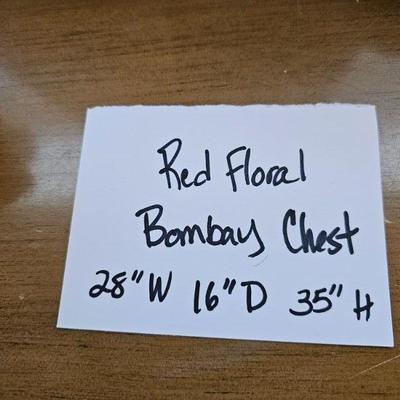 Red Floral
Bombay Chest
28"W 16"D 35"H